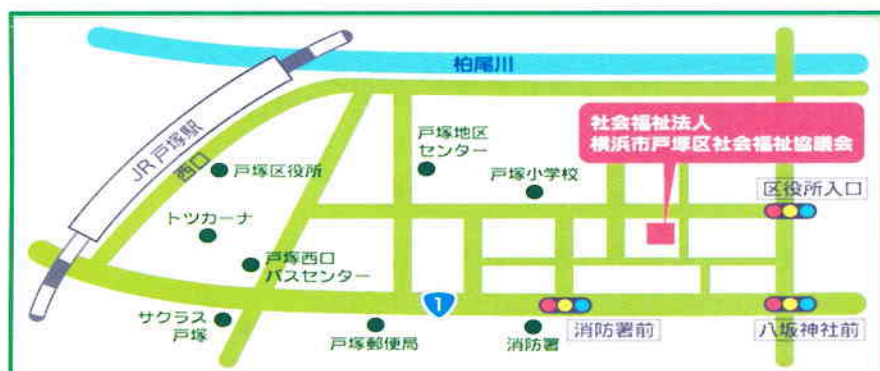 柏尾川
社会福祉法人
横浜市戸塚区社会福祉協議会
JR 戸塚駅
西口
戸塚区役所
戸塚地区
センター
戸塚小学校
区役所入口
トツカーナ
戸塚西口
バスセンター
1
サクラス
戸塚
戸塚郵便局
消防署
消防署前
八坂神社前